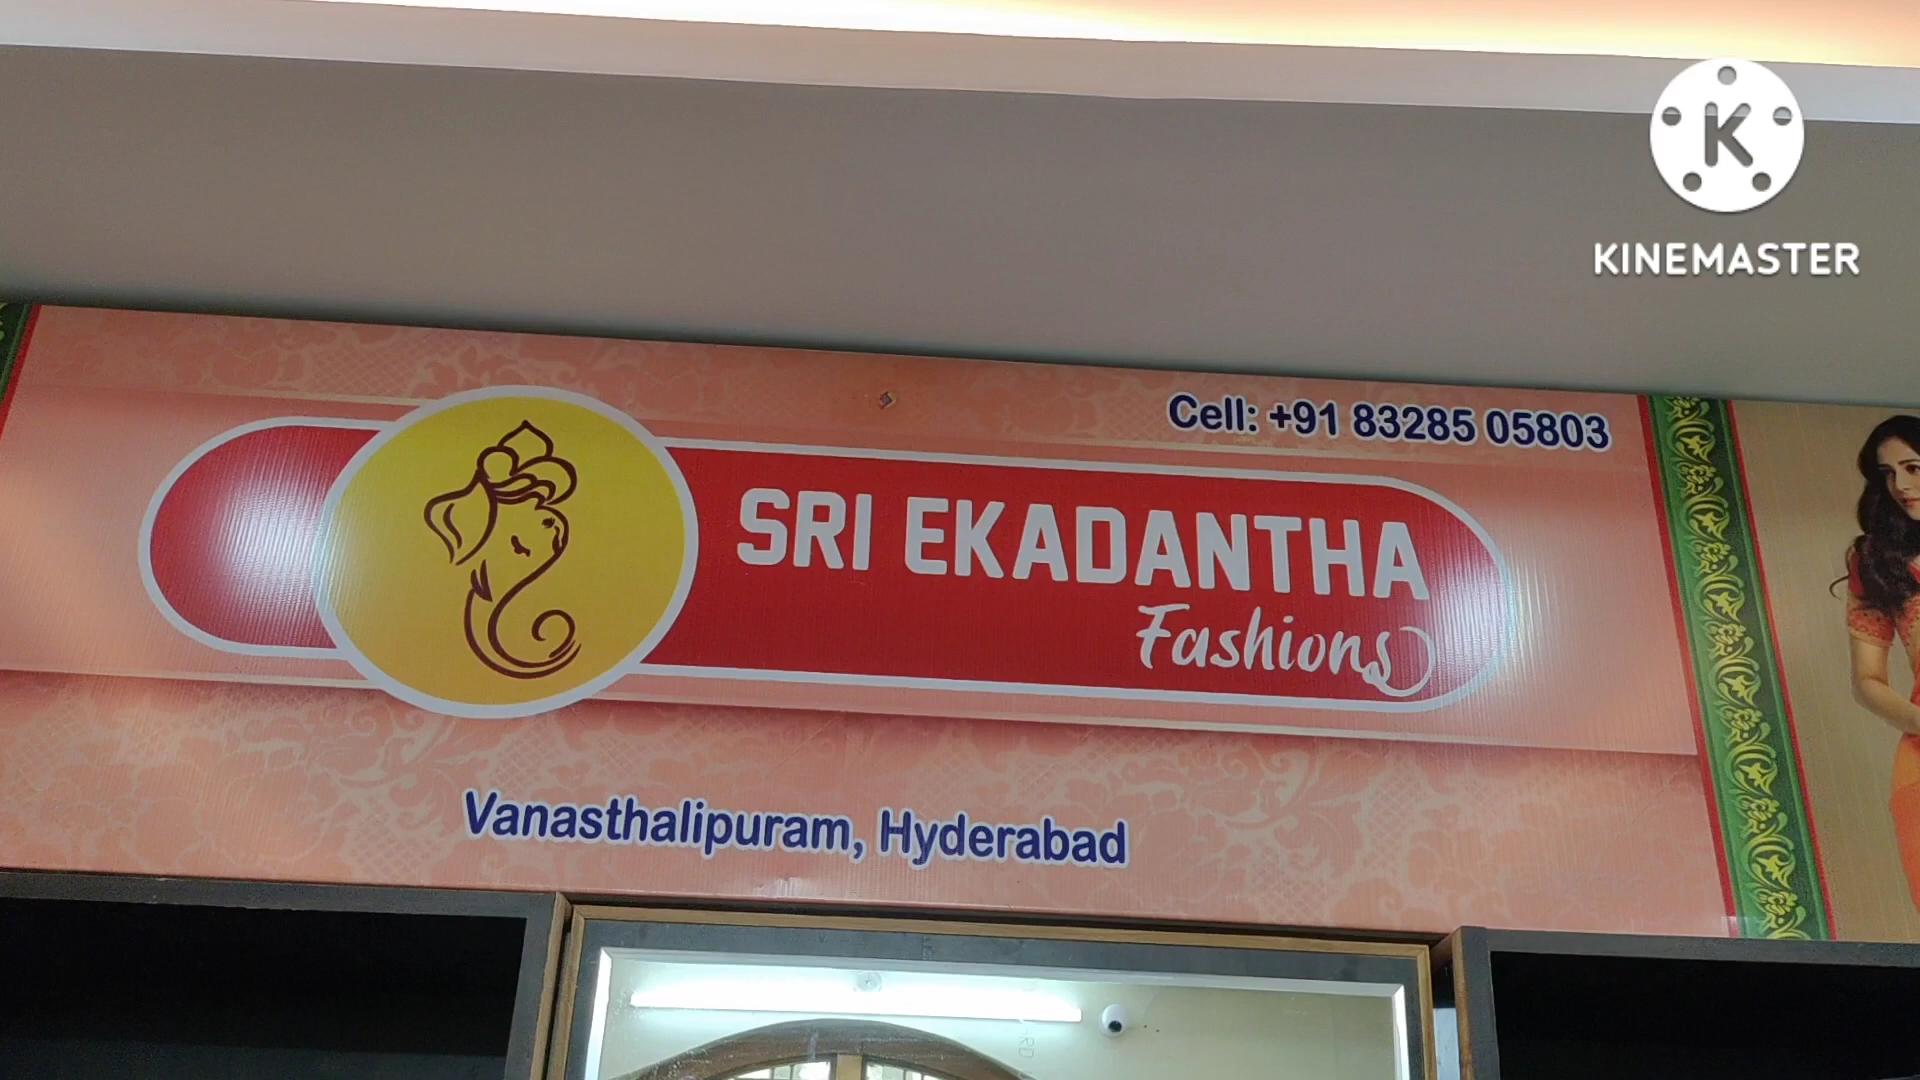 K
KINEMASTER
Cell: +91 83285 05803
SRI EKADANTHA
Fashions
Vanasthalipuram, Hyderabad